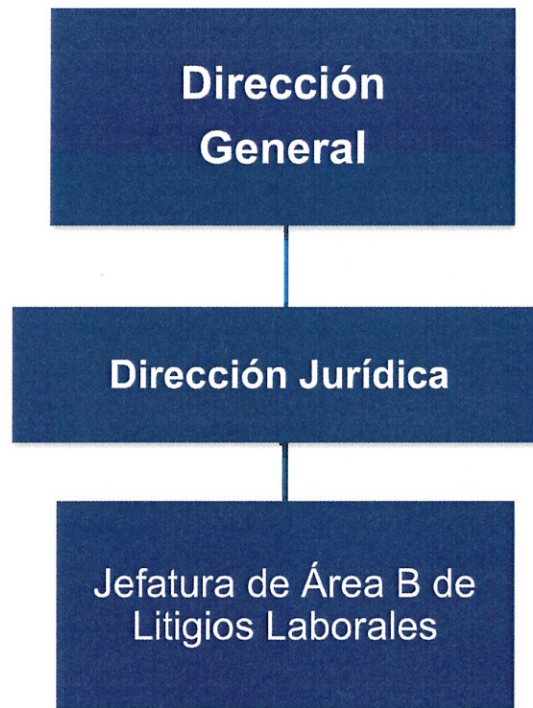 Dirección
General
Dirección Jurídica
Jefatura de Área B de
Litigios Laborales